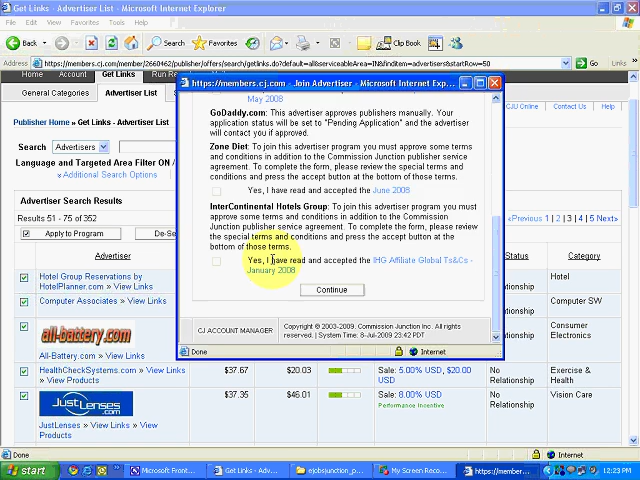 Get Links - Advertiser List - Microsoft Internet Explorer
File Edit View Favorites Tools Help
Back Search Favorites Clip Book
Address https://members.cj.com/member/2660462/publisher/offers/search/getlinks.do?default=all&serviceableArea=IN&finditem=advertisers&startRow=50 Go Links
Home Account Get Links
General Categories Advertiser List
CJU Online | Contact Us | Help
Publisher Home » Get Links - Advertiser List
Search Advertisers
Language and Targeted Area Filter ON /
Additional Search Options
Advertiser Search Results
Results 51 - 75 of 352
<Previous 1 | 2 | 3 | 4 | 5 Next>
Apply to Program De-Se
Advertiser Status Category
Hotel Group Reservations by HotelPlanner.com » View Links
No Relationship
Hotel
Computer Associates » View Links
No Relationship
Computer SW
all-battery.com
All-Battery.com » View Links
No Relationship
Consumer Electronics
HealthCheckSystems.com » View Links
» View Products
$37.67 $20.03 Sale: 5.00% USD, $20.00 USD
No Relationship
Exercise & Health
JUSTLENSES
.com
JustLenses » View Links » View Products
$37.35 $46.01 Sale: 8.00% USD
Performance Incentive
No Relationship
Vision Care
https://members.cj.com - Join Advertiser - Microsoft Internet Exp...
May 2008
GoDaddy.com: This advertiser approves publishers manually. Your
application status will be set to "Pending Application" and the advertiser
will contact you if approved.
Zone Diet: To join this advertiser program you must approve some terms
and conditions in addition to the Commission Junction publisher service
agreement. To complete the form, please review the special terms and
conditions and press the accept button at the bottom of those terms.
Yes, I have read and accepted the June 2008
InterContinental Hotels Group: To join this advertiser program you must
approve some terms and conditions in addition to the Commission
Junction publisher service agreement. To complete the form, please review
the special terms and conditions and press the accept button at the
bottom of those terms.
Yes, I have read and accepted the IHG Affiliate Global Ts&Cs -
January 2008
Continue
CJ ACCOUNT MANAGER
Copyright © 2003-2009. Commission Junction Inc. All rights
reserved. | System Time: 8-Jul-2009 23:42 PDT
Done Internet
Done Internet
start Microsoft Front... Get Links - Adv... ejobsjunction_p... My Screen Reco... https://members... 12:23 PM